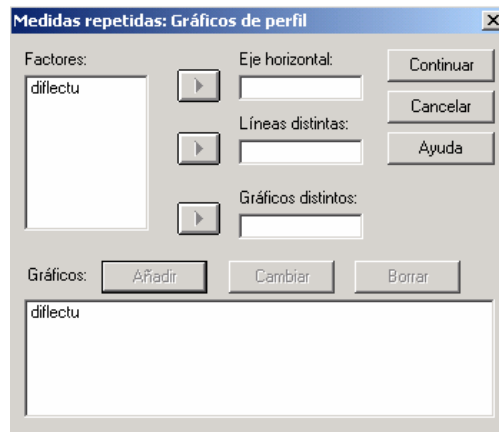 Medidas repetidas: Gráficos de perfil
Factores:
diflectu
Eje horizontal:
Líneas distintas:
Gráficos distintos:
Continuar
Cancelar
Ayuda
Gráficos:
Añadir
Cambiar
Borrar
diflectu